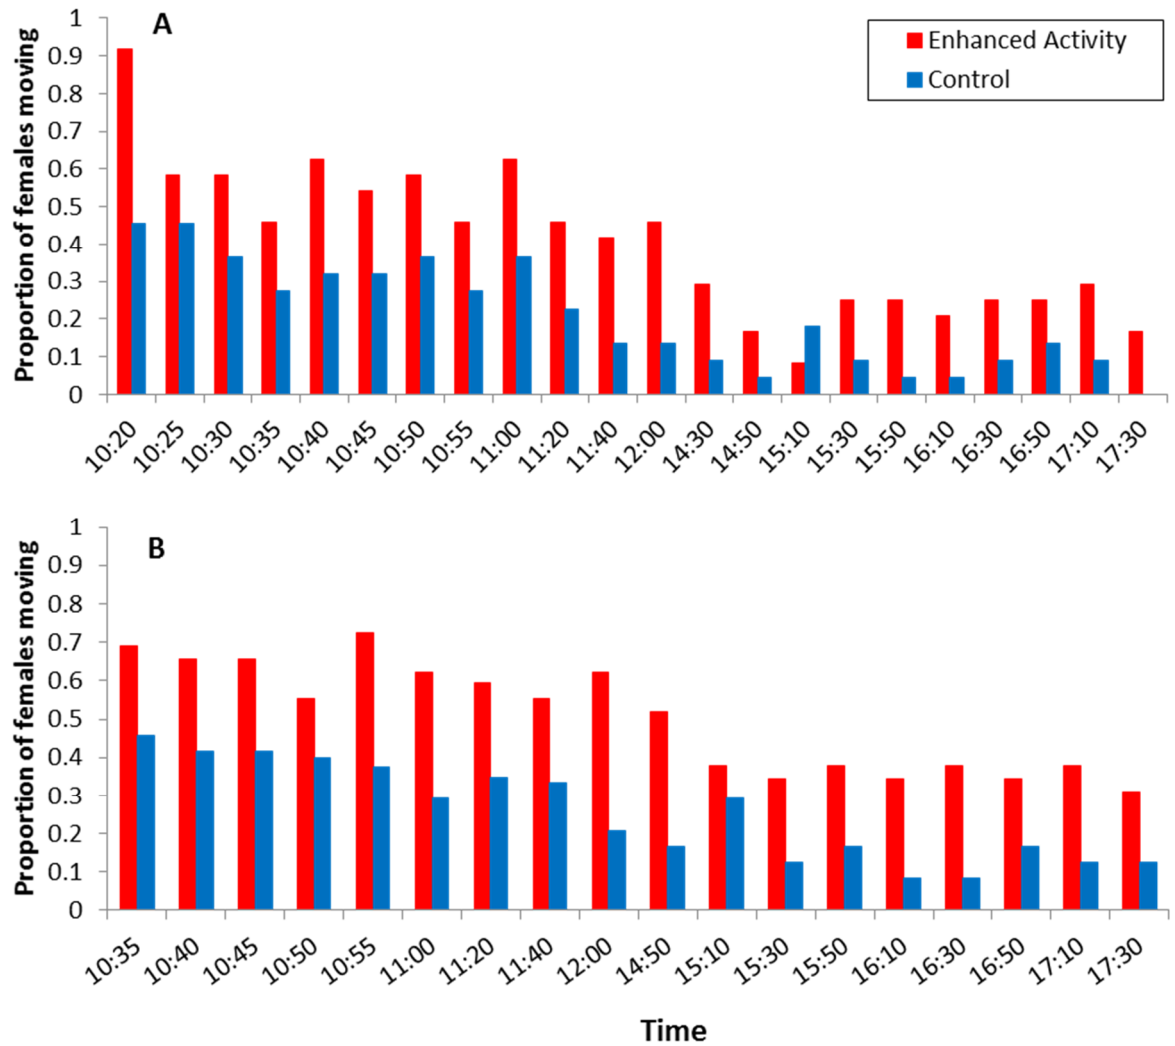 A
Enhanced Activity
Control
Proportion of females moving
1
0.9
0.8
0.7
0.6
0.5
0.4
0.3
0.2
0.1
0
10:20 10:25 10:30 10:35 10:40 10:45 10:50 10:55 11:00 11:20 11:40 12:00 14:30 14:50 15:10 15:30 15:50 16:10 16:30 16:50 17:10 17:30
B
Proportion of females moving
1
0.9
0.8
0.7
0.6
0.5
0.4
0.3
0.2
0.1
0
10:35 10:40 10:45 10:50 10:55 11:00 11:20 11:40 12:00 14:50 15:10 15:30 15:50 16:10 16:30 16:50 17:10 17:30
Time